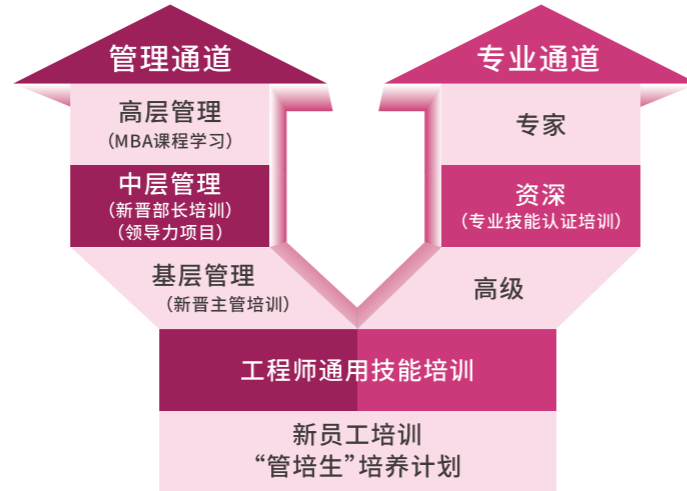 管理通道
高层管理
（MBA课程学习）
中层管理
（新晋部长培训）
（领导力项目）
基层管理
（新晋主管培训）
专业通道
专家
资深
（专业技能认证培训）
高级
工程师通用技能培训
新员工培训
“管培生”培养计划